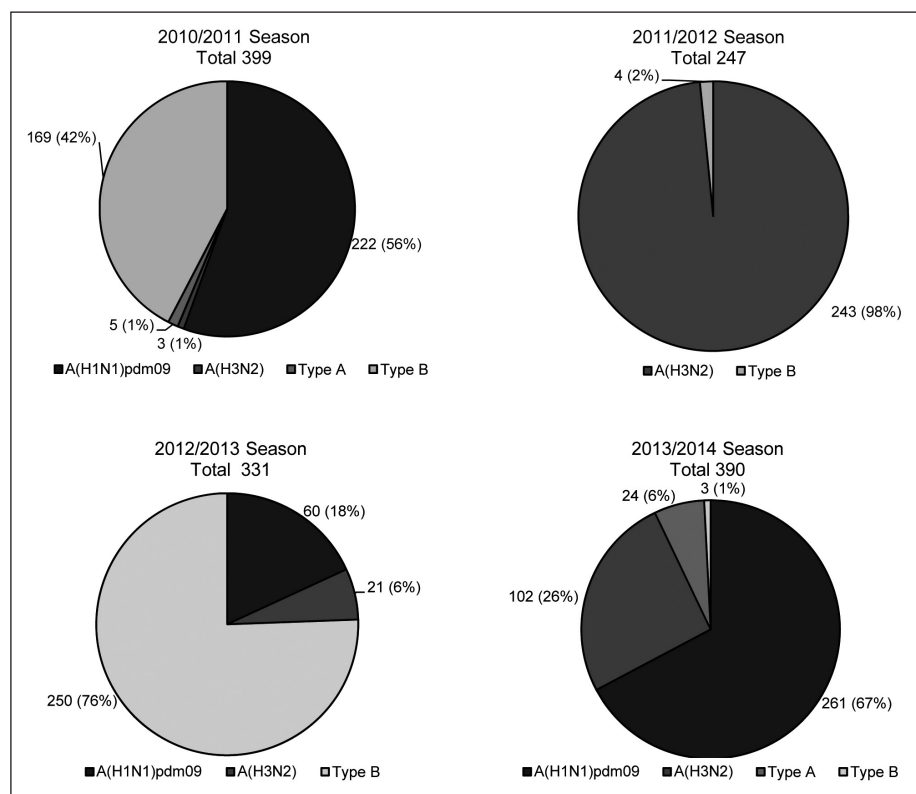 2010/2011 Season
Total 399
169 (42%)
222 (56%)
5 (1%)
3 (1%)
A(H1N1)pdm09 A(H3N2) Type A Type B
2011/2012 Season
Total 247
4 (2%)
243 (98%)
A(H3N2) Type B
2012/2013 Season
Total 331
60 (18%)
21 (6%)
250 (76%)
A(H1N1)pdm09 A(H3N2) Type B
2013/2014 Season
Total 390
3 (1%)
24 (6%)
102 (26%)
261 (67%)
A(H1N1)pdm09 A(H3N2) Type A Type B